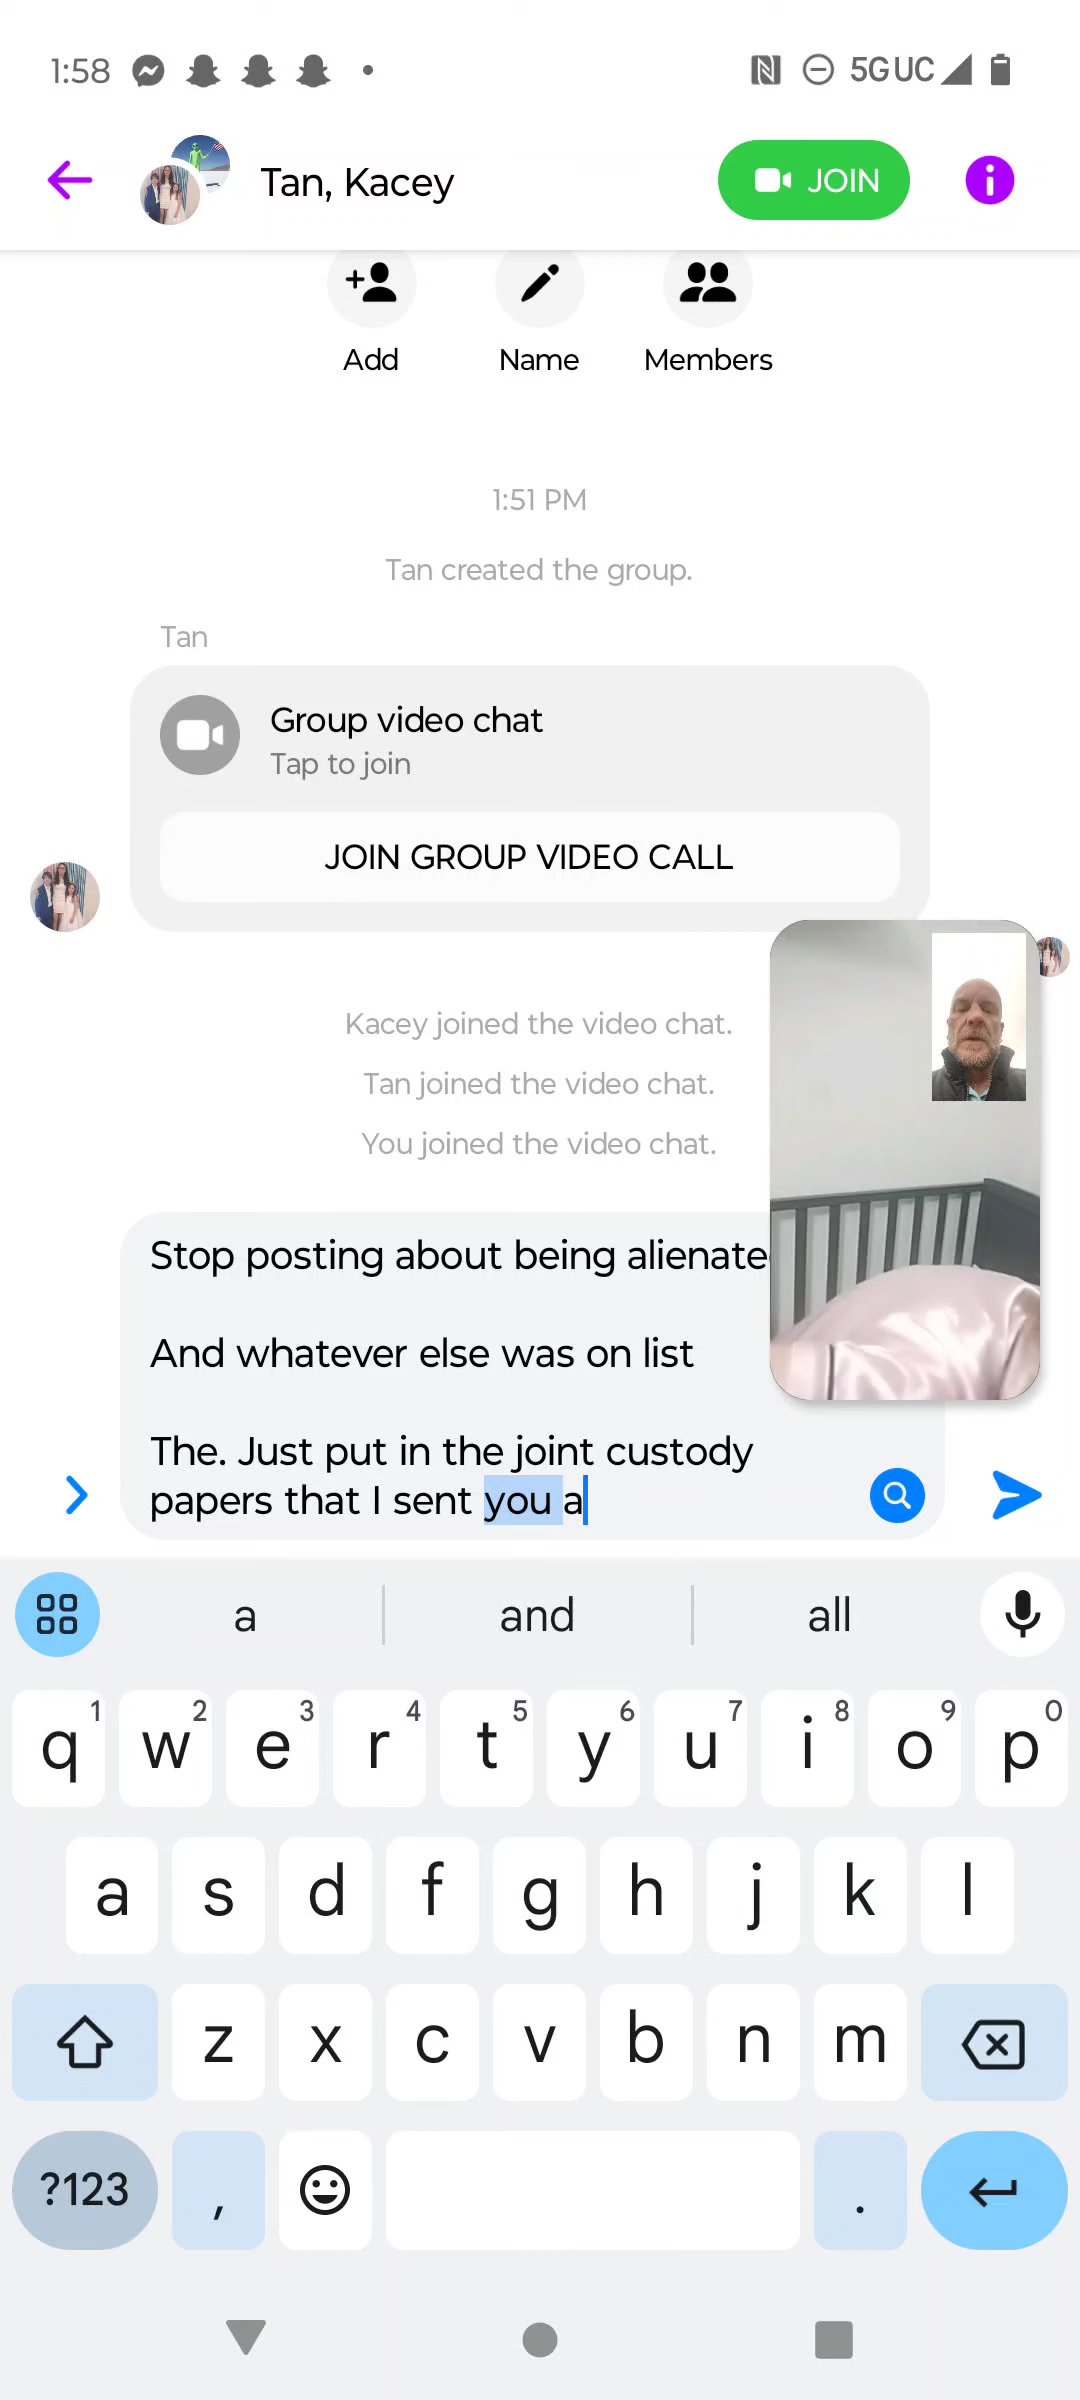 1:58
5G UC
Tan, Kacey
JOIN
Add
Name
Members
1:51 PM
Tan created the group.
Tan
Group video chat
Tap to join
JOIN GROUP VIDEO CALL
Kacey joined the video chat.
Tan joined the video chat.
You joined the video chat.
Stop posting about being alienate
And whatever else was on list
The. Just put in the joint custody
papers that I sent you a
a and all
q 1 w 2 e 3 r 4 t 5 y 6 u 7 i 8 o 9 p 0
a s d f g h j k l
z x c v b n m
?123 , .